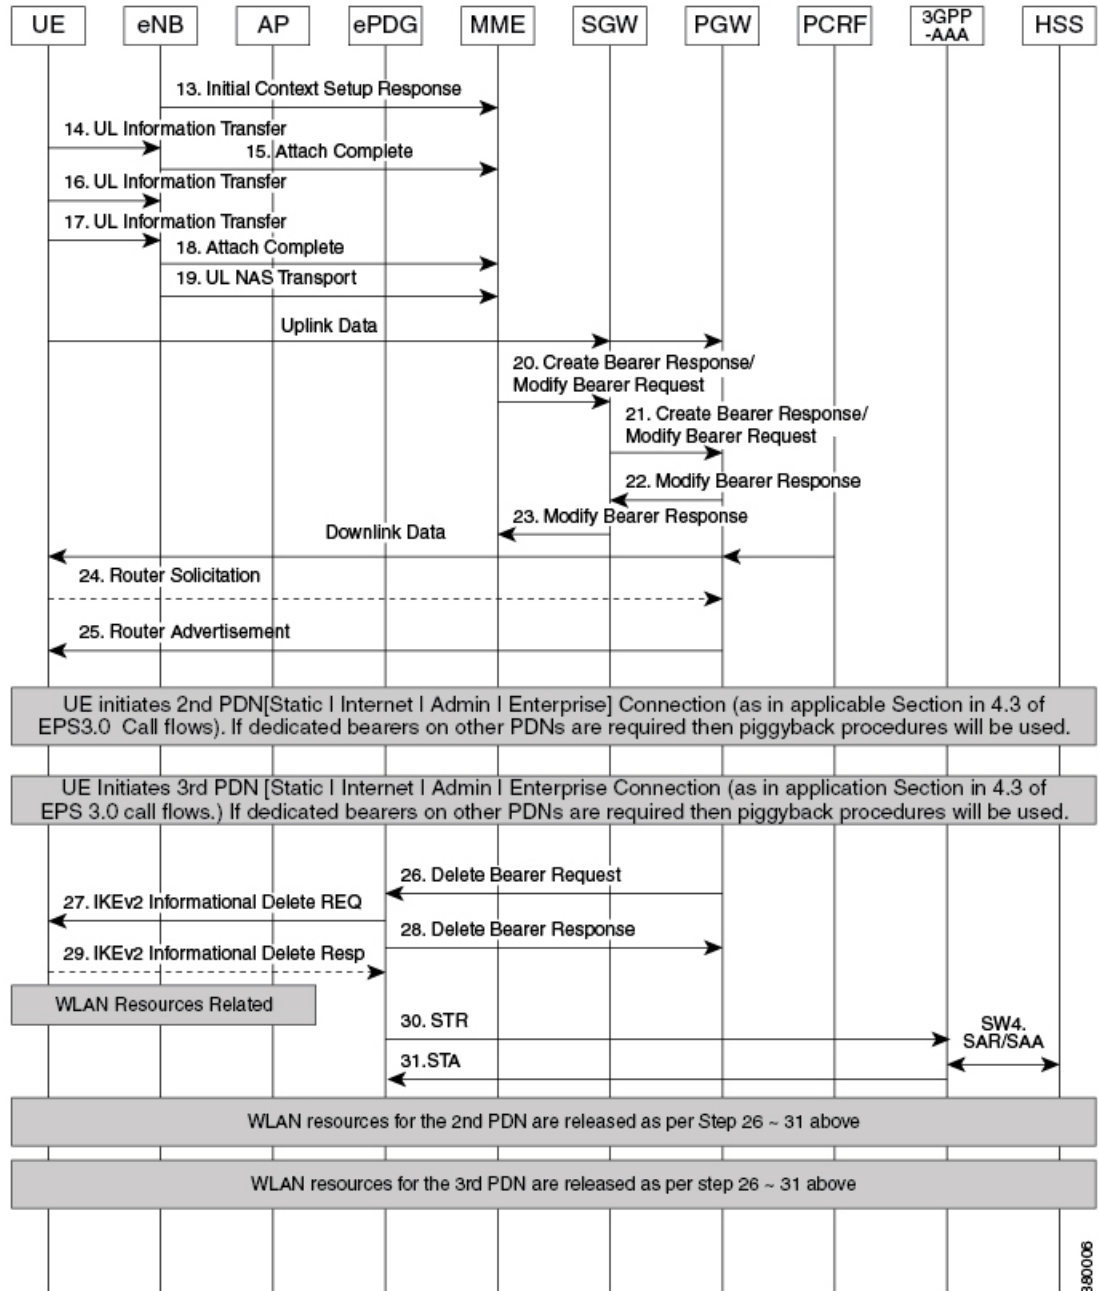 UE eNB AP ePDG MME SGW PGW PCRF 3GPP HSS
-AAA
13. Initial Context Setup Response
14. UL Information Transfer
15. Attach Complete
16. UL Information Transfer
17. UL Information Transfer
18. Attach Complete
19. UL NAS Transport
Uplink Data
20. Create Bearer Response/
Modify Bearer Request
21. Create Bearer Response/
Modify Bearer Request
22. Modify Bearer Response
23. Modify Bearer Response
Downlink Data
24. Router Solicitation
25. Router Advertisement
UE initiates 2nd PDN[Static I Internet I Admin I Enterprise] Connection (as in applicable Section in 4.3 of
EPS3.0 Call flows). If dedicated bearers on other PDNs are required then piggyback procedures will be used.
UE Initiates 3rd PDN [Static I Internet I Admin I Enterprise Connection (as in application Section in 4.3 of
EPS 3.0 call flows.) If dedicated bearers on other PDNs are required then piggyback procedures will be used.
26. Delete Bearer Request
27. IKEv2 Informational Delete REQ
28. Delete Bearer Response
29. IKEv2 Informational Delete Resp
WLAN Resources Related
30. STR
SW4.
SAR/SAA
31.STA
WLAN resources for the 2nd PDN are released as per Step 26 ~ 31 above
WLAN resources for the 3rd PDN are released as per step 26 ~ 31 above
380006